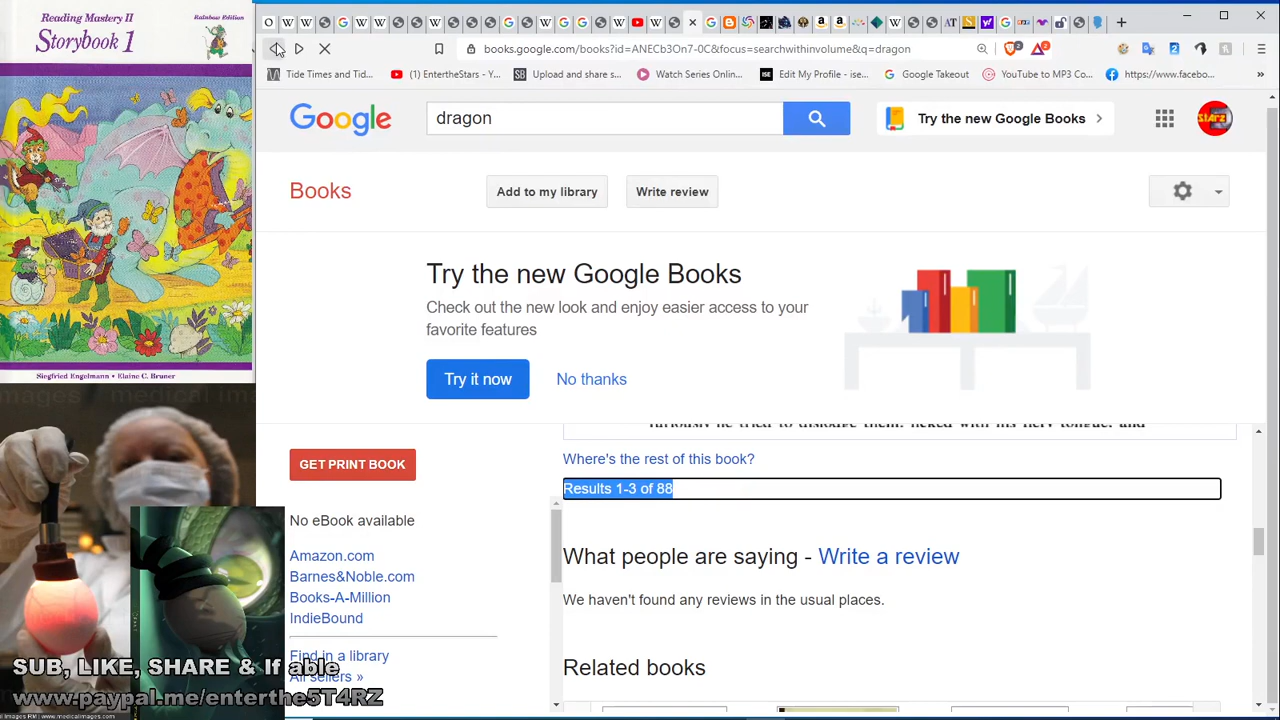 Reading Mastery II
Rainbow Edition
Storybook 1
Siegfried Engelmann • Elaine C. Bruner
books.google.com/books?id=ANECb3On7-0C&focus=searchwithinvolume&q=dragon
2
2
Tide Times and Tid...
(1) EntertheStars - Y...
Upload and share s...
Watch Series Online...
Edit My Profile - ise...
Google Takeout
YouTube to MP3 Co...
https://www.facebo...
»
Google
dragon
Try the new Google Books
Books
Add to my library
Write review
Try the new Google Books
Check out the new look and enjoy easier access to your
favorite features
Try it now
No thanks
GET PRINT BOOK
Where's the rest of this book?
Results 1-3 of 88
No eBook available
Amazon.com
Barnes&Noble.com
Books-A-Million
IndieBound
What people are saying - Write a review
We haven't found any reviews in the usual places.
Find in a library
All sellers »
Related books
SUB, LIKE, SHARE & If able
www.paypal.me/enterthe5T4RZ
www.medicalimages.com